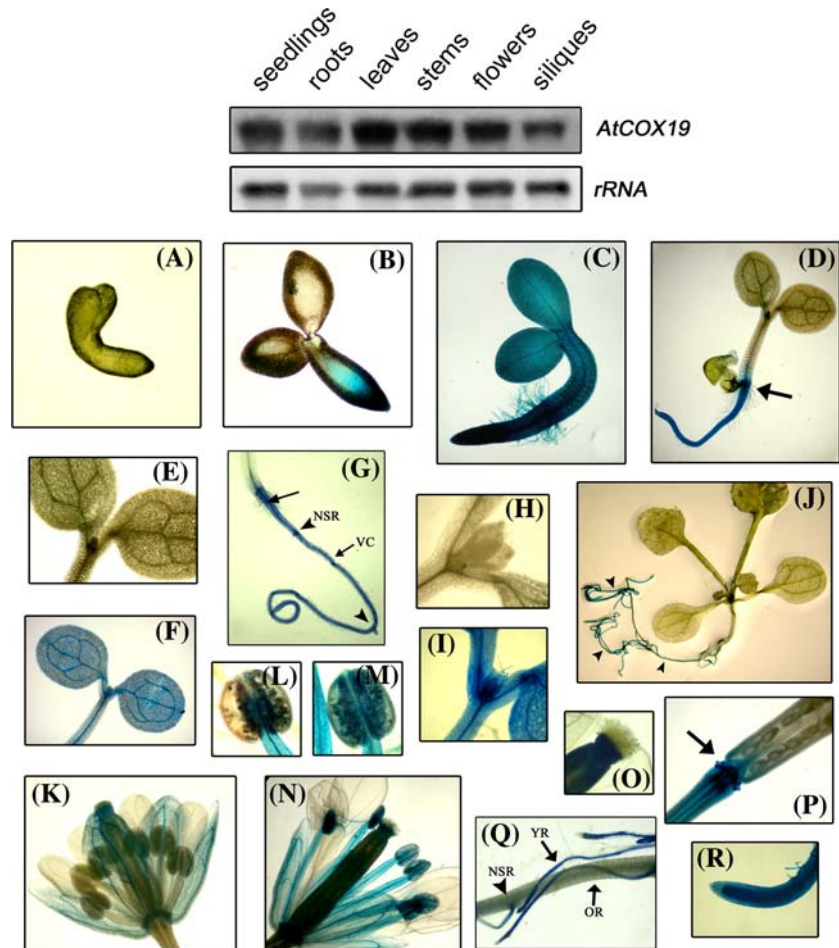 seedlings
roots
leaves
stems
flowers
siliques
AtCOX19
rRNA
(A)
(B)
(C)
(D)
(E)
(G)
NSR
VC
(H)
(J)
(F)
(L)
(M)
(I)
(O)
(P)
(K)
(N)
(Q)
YR
NSR
OR
(R)